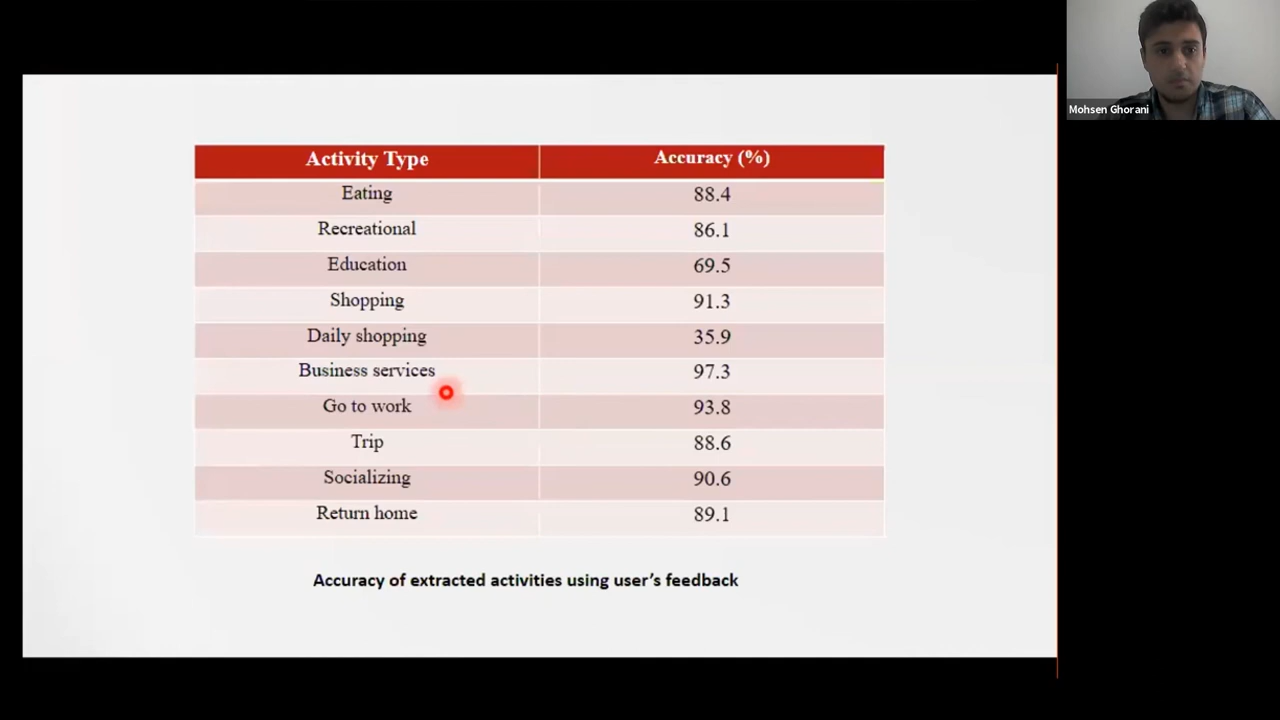 Mohsen Ghorani
Activity Type Accuracy (%)
Eating 88.4
Recreational 86.1
Education 69.5
Shopping 91.3
Daily shopping 35.9
Business services 97.3
Go to work 93.8
Trip 88.6
Socializing 90.6
Return home 89.1
Accuracy of extracted activities using user’s feedback